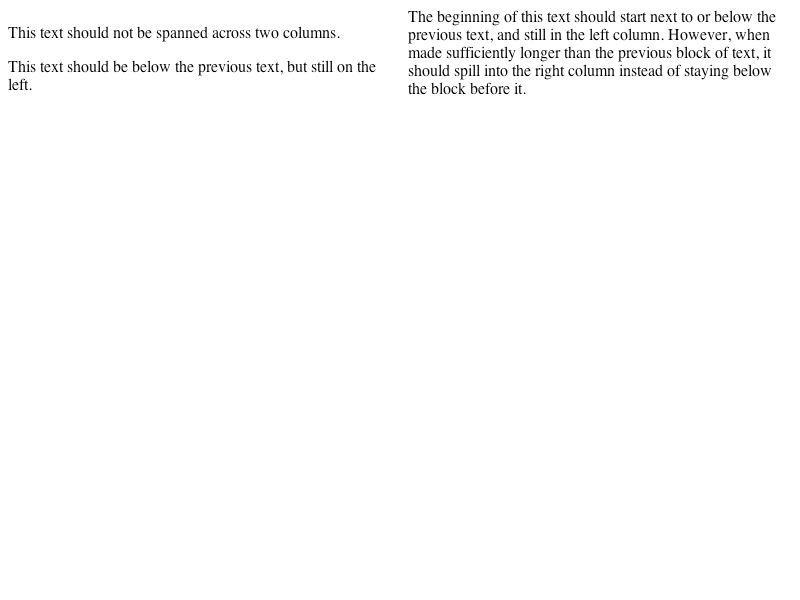 This text should not be spanned across two columns.
This text should be below the previous text, but still on the
left.
The beginning of this text should start next to or below the
previous text, and still in the left column. However, when
made sufficiently longer than the previous block of text, it
should spill into the right column instead of staying below
the block before it.